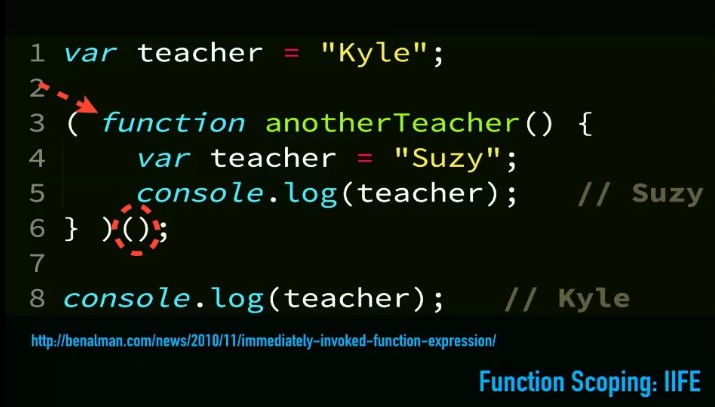 1 var teacher = "Kyle";
2
3 ( function anotherTeacher() {
4 var teacher = "Suzy";
5 console.log(teacher); // Suzy
6 } )();
7
8 console.log(teacher); // Kyle
http://benalman.com/news/2010/11/immediately-invoked-function-expression/
Function Scoping: IIFE